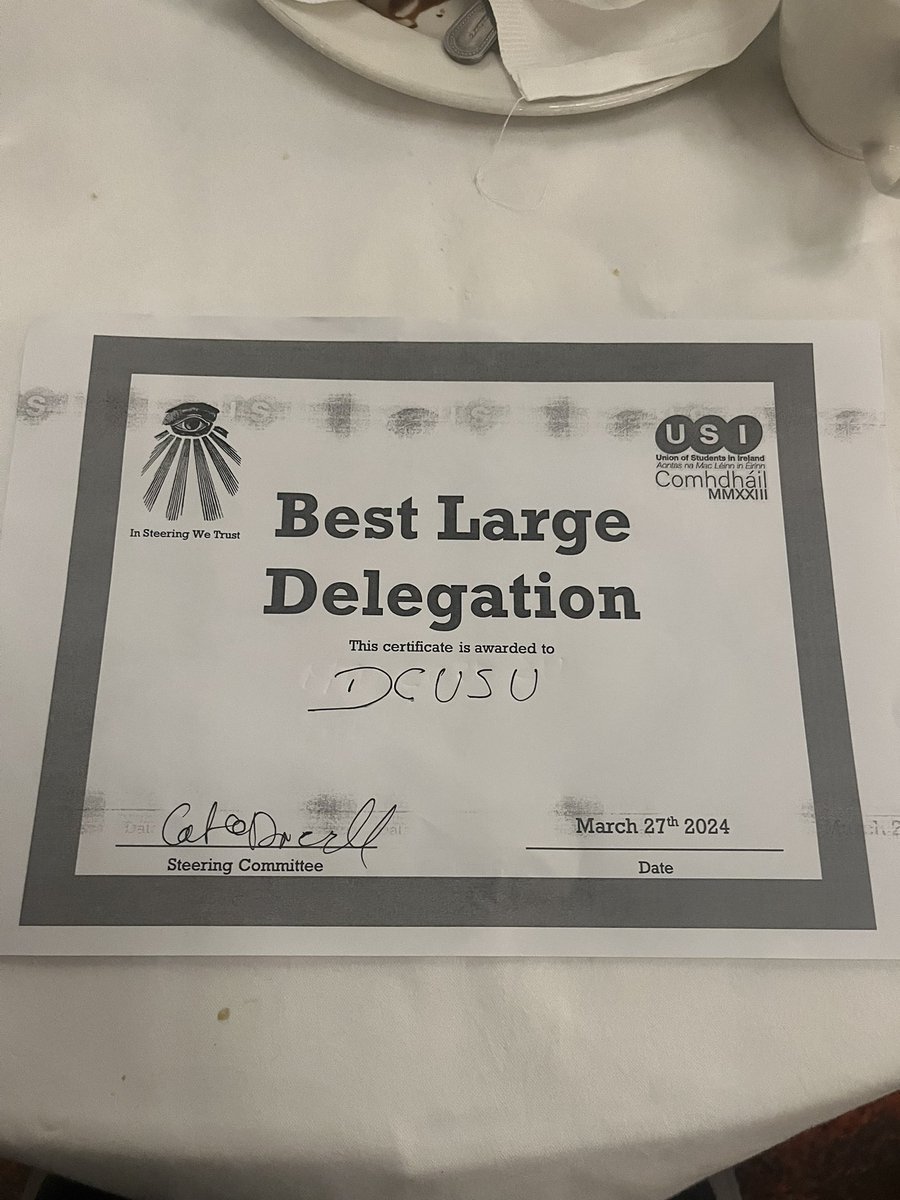 USI
Union of Students in Ireland
Aontas na Mac Léinn in Éirinn
Comhdháil
MMXXIII
In Steering We Trust
Best Large
Delegation
This certificate is awarded to
DCUSU
March 27th 2024
Steering Committee
Date